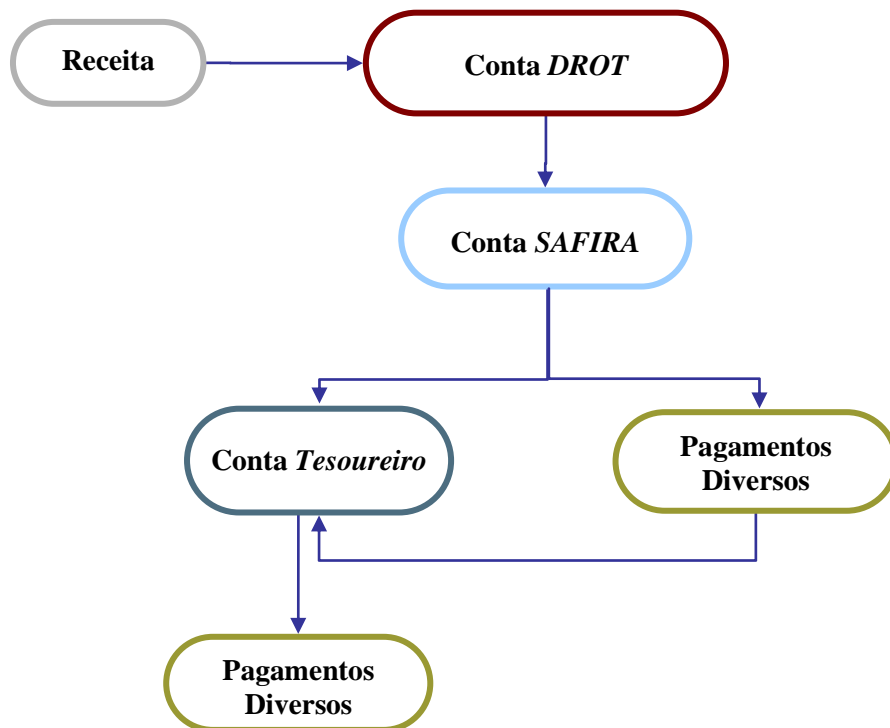 Receita
Conta DROT
Conta SAFIRA
Conta Tesoureiro
Pagamentos
Diversos
Pagamentos
Diversos